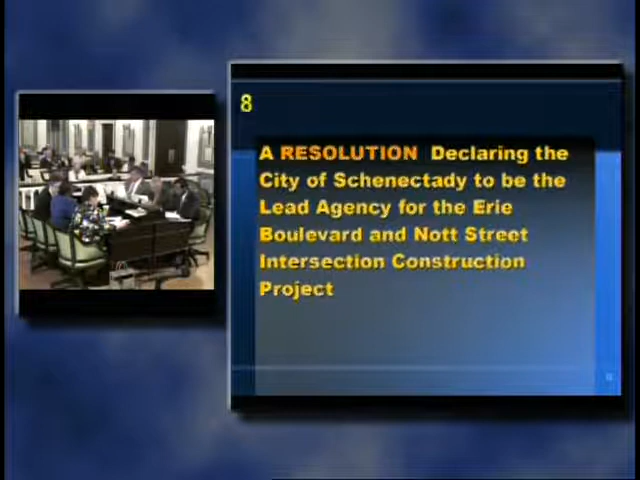 8
A RESOLUTION Declaring the
City of Schenectady to be the
Lead Agency for the Erie
Boulevard and Nott Street
Intersection Construction
Project